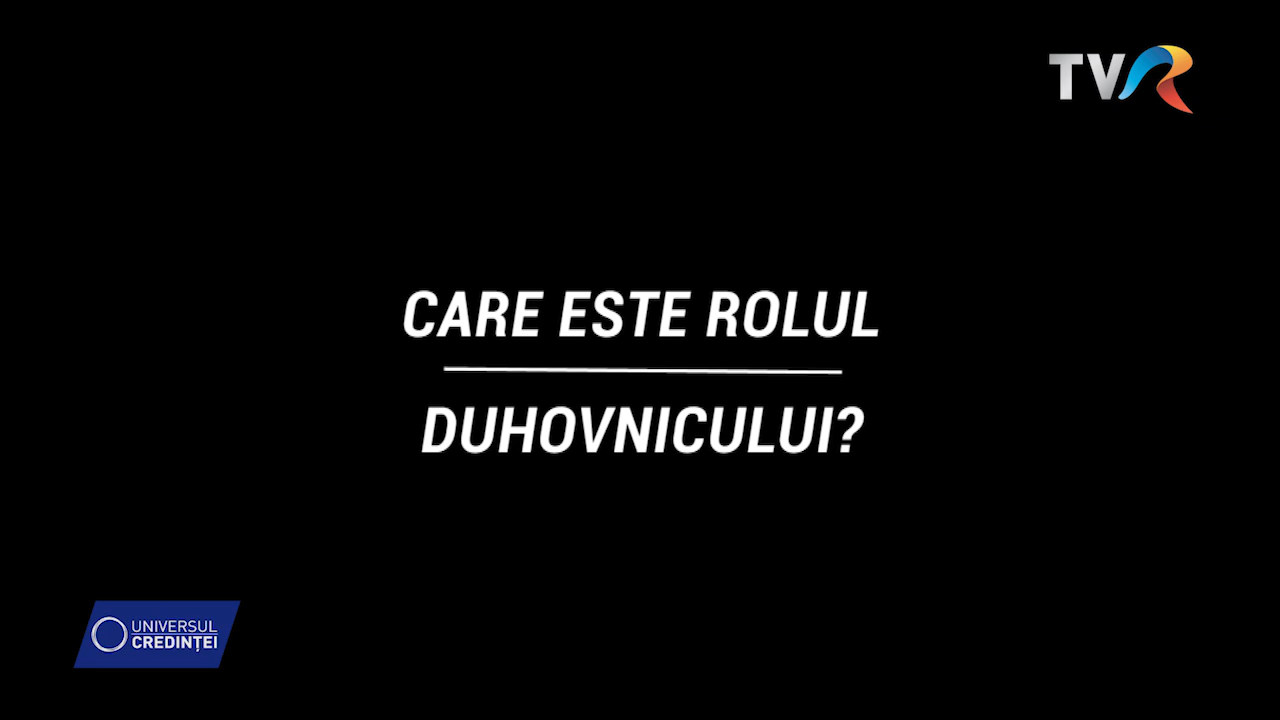 TVR
CARE ESTE ROLUL
DUHOVNICULUI?
UNIVERSUL
CREDINȚEI